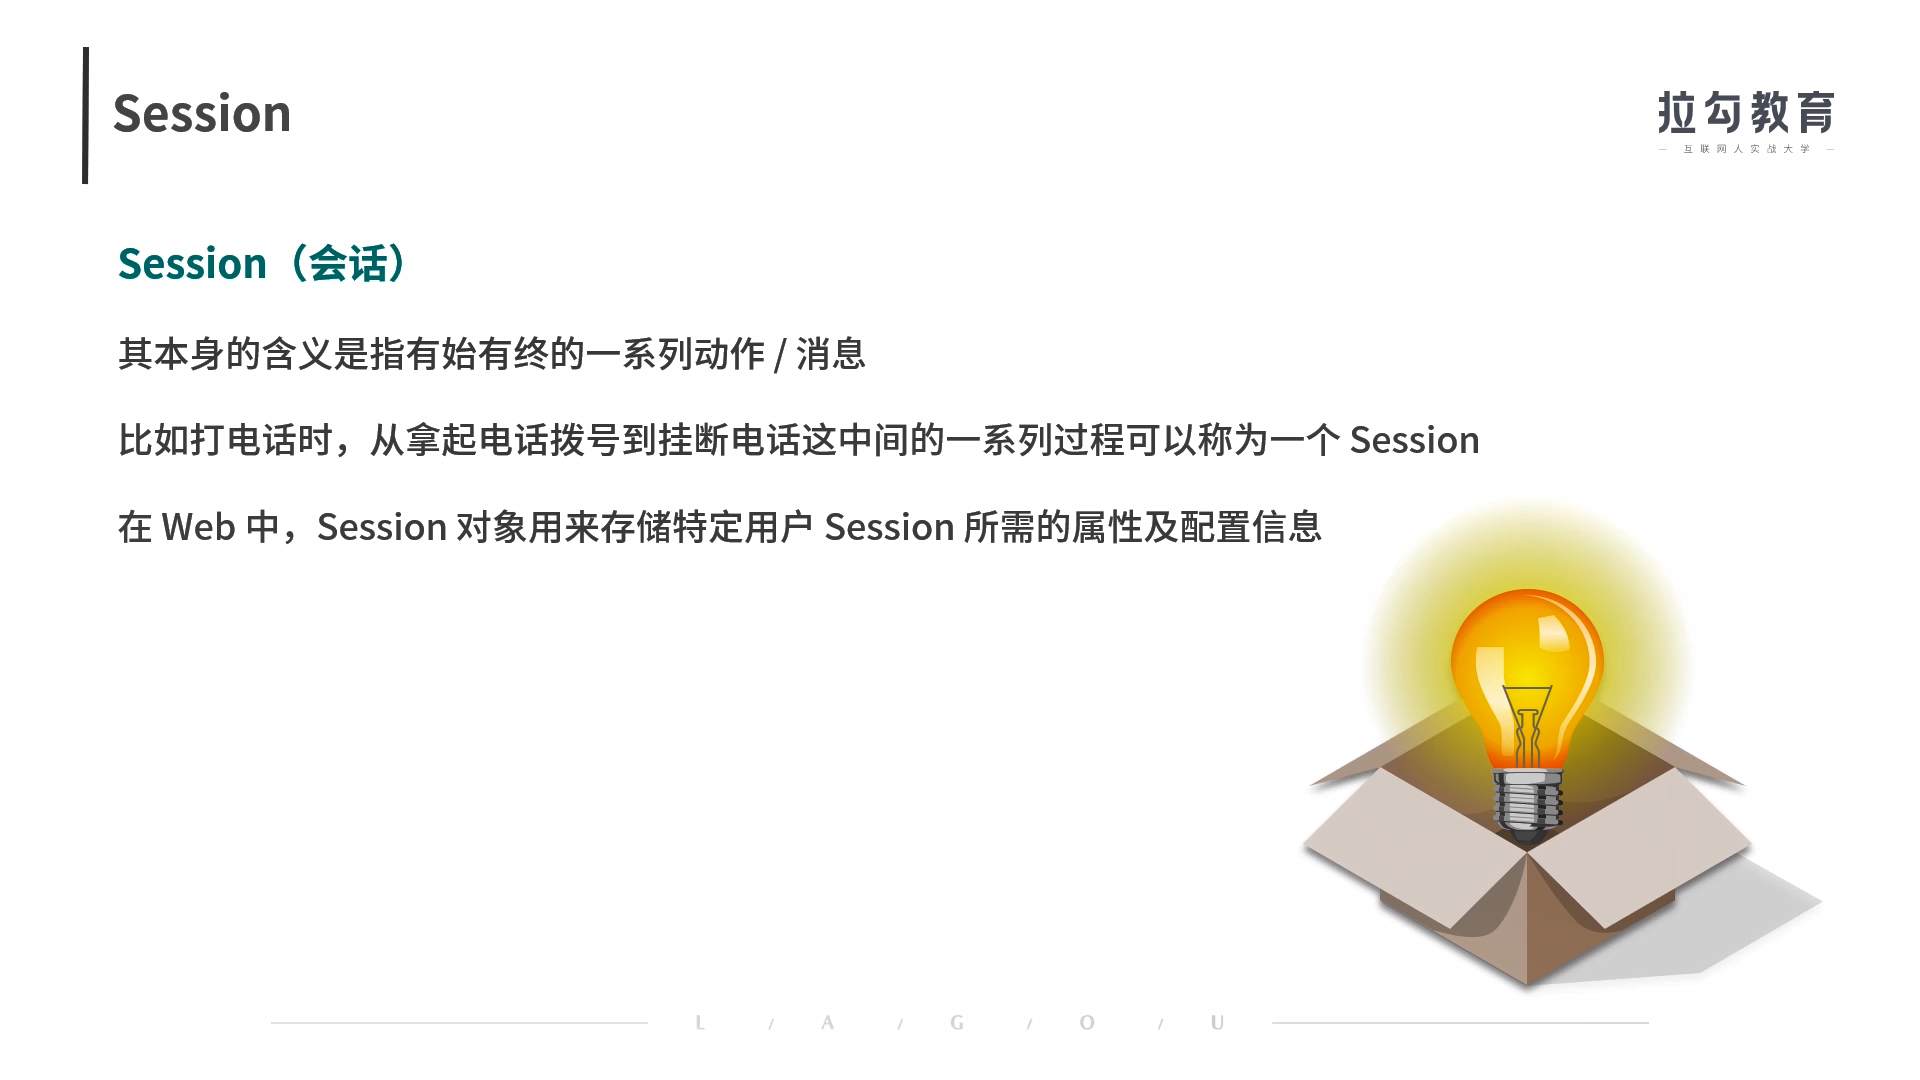 Session
拉勾教育
— 互联网人实战大学 —
Session（会话）
其本身的含义是指有始有终的一系列动作 / 消息
比如打电话时，从拿起电话拨号到挂断电话这中间的一系列过程可以称为一个 Session
在 Web 中，Session 对象用来存储特定用户 Session 所需的属性及配置信息
L / A / G / O / U